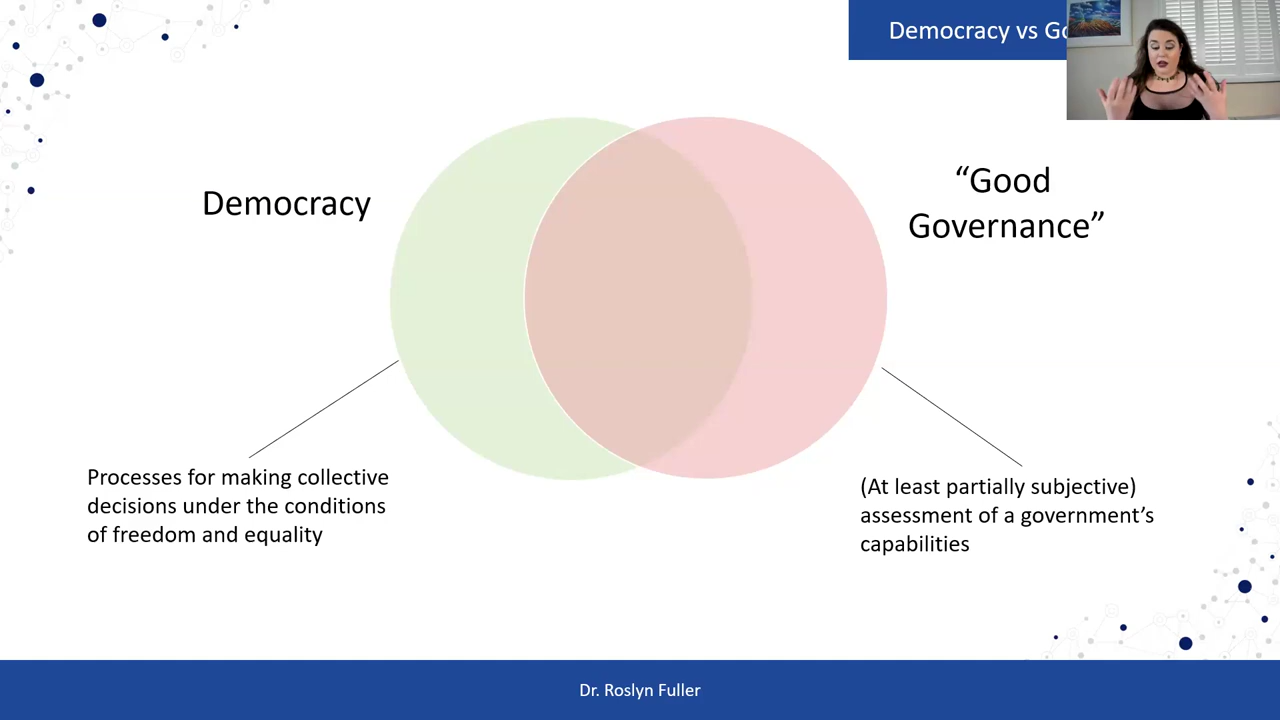 Democracy vs
Democracy
“Good
Governance”
Processes for making collective
decisions under the conditions
of freedom and equality
(At least partially subjective)
assessment of a government’s
capabilities
Dr. Roslyn Fuller